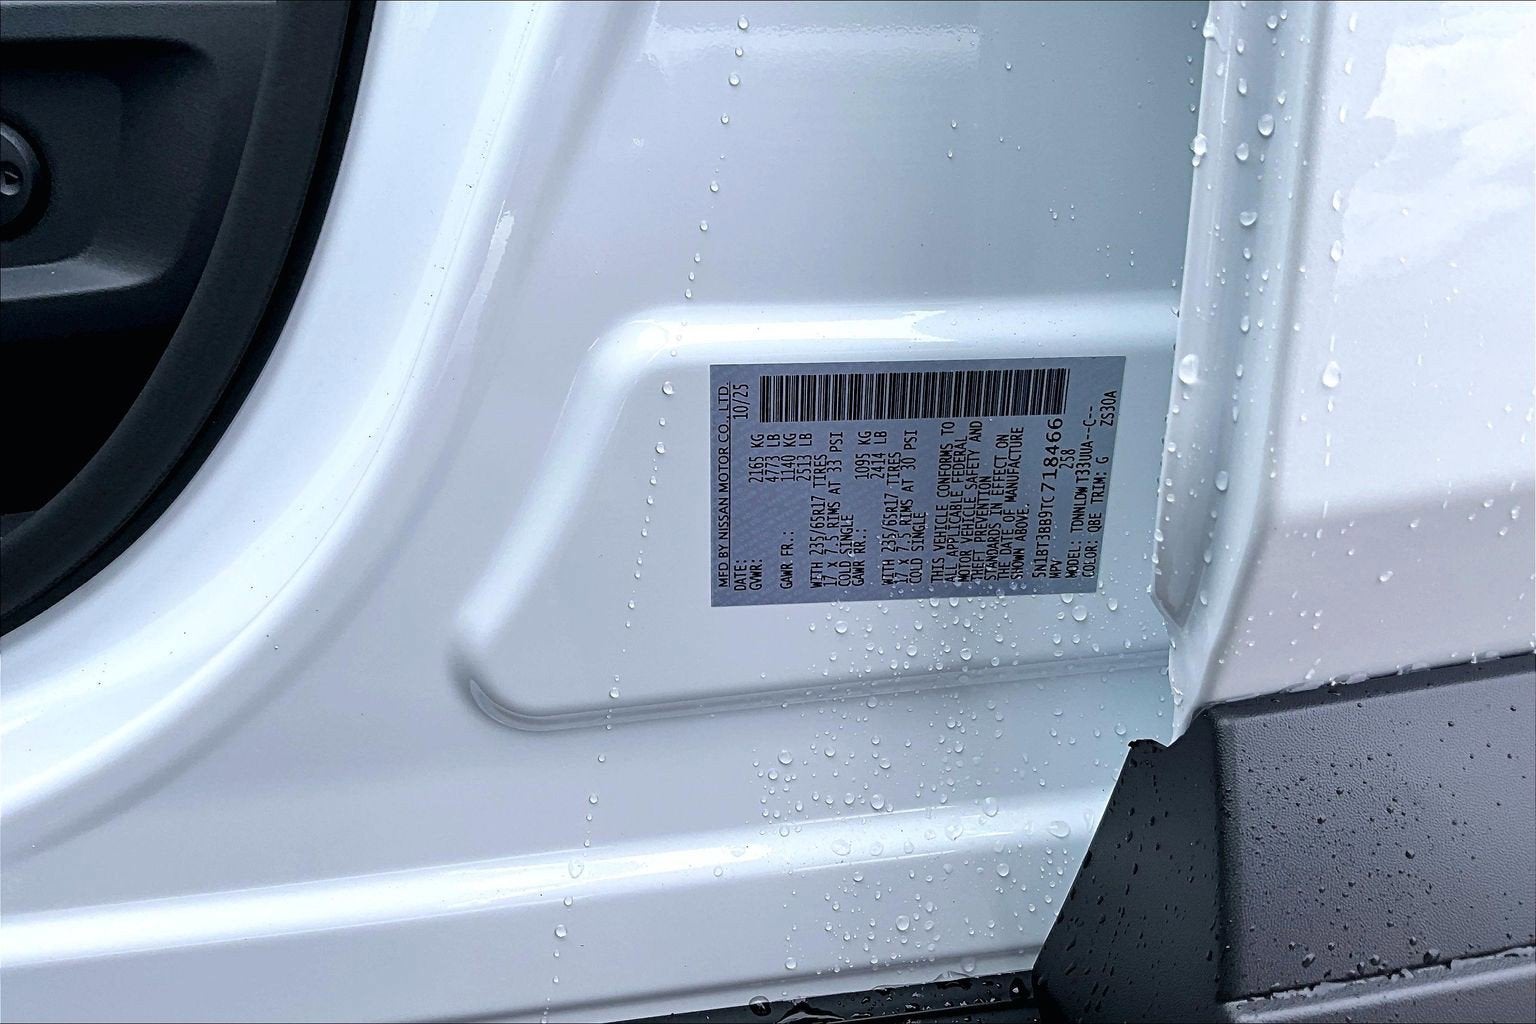 MFD BY NISSAN MOTOR CO., LTD.
DATE: 10/25
GVWR: 2165 KG
4773 LB
GAWR FR.: 1140 KG
2513 LB
WITH 235/65R17 TIRES
17 X 7.5 RIMS AT 33 PSI
COLD SINGLE
GAWR RR.: 1095 KG
2414 LB
WITH 235/65R17 TIRES
17 X 7.5 RIMS AT 30 PSI
COLD SINGLE
THIS VEHICLE CONFORMS TO
ALL APPLICABLE FEDERAL
MOTOR VEHICLE SAFETY AND
THEFT PREVENTION
STANDARDS IN EFFECT ON
THE DATE OF MANUFACTURE
SHOWN ABOVE.
5N1BT3BB9TC718466
MPV 258
MODEL: TDWNLDWT33UUA--C--
COLOR: QBE TRIM: G ZS30A